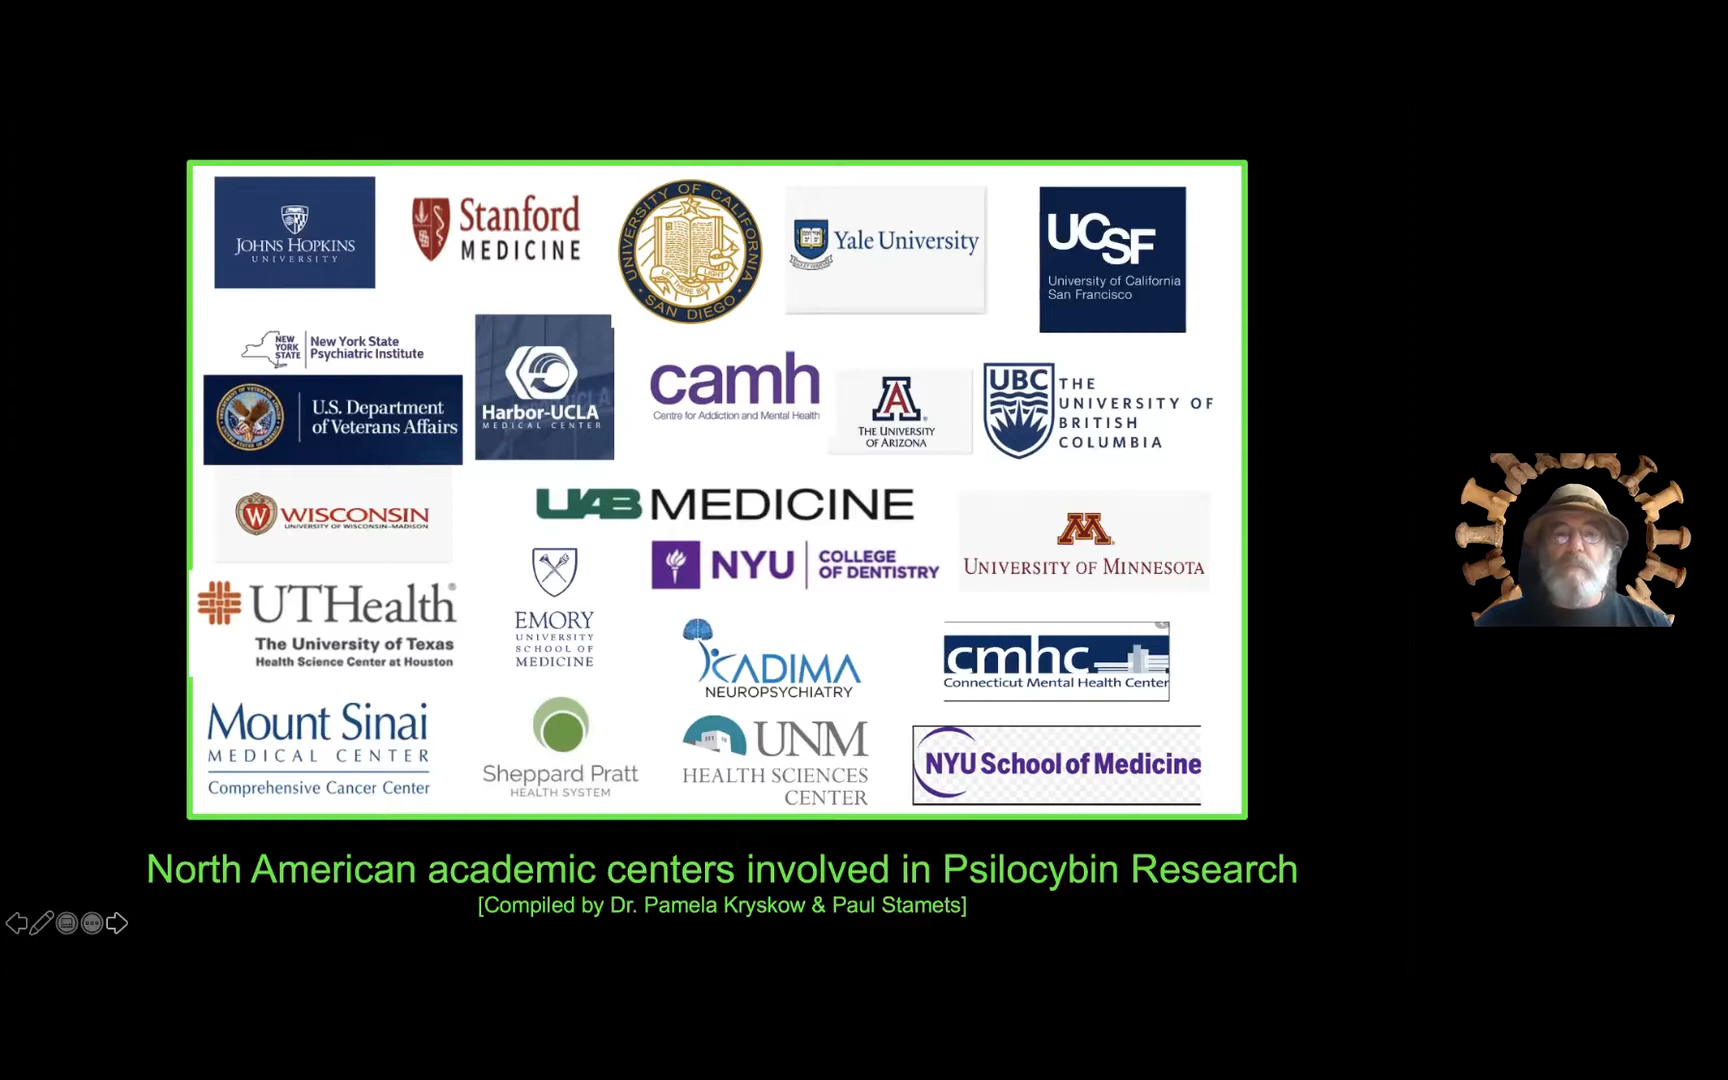 JOHNS HOPKINS
UNIVERSITY
Stanford
MEDICINE
UNIVERSITY OF CALIFORNIA
LET THERE BE LIGHT
SAN DIEGO
Yale University
UCSF
University of California
San Francisco
NEW YORK STATE
New York State
Psychiatric Institute
U.S. Department
of Veterans Affairs
Harbor-UCLA
MEDICAL CENTER
camh
Centre for Addiction and Mental Health
A
THE UNIVERSITY
OF ARIZONA
UBC
THE
UNIVERSITY OF
BRITISH
COLUMBIA
W
WISCONSIN
UNIVERSITY OF WISCONSIN–MADISON
UAB MEDICINE
NYU
COLLEGE
OF DENTISTRY
M
UNIVERSITY OF MINNESOTA
UTHealth®
The University of Texas
Health Science Center at Houston
EMORY
UNIVERSITY
SCHOOL OF
MEDICINE
KADIMA
NEUROPSYCHIATRY
cmhc
Connecticut Mental Health Center
Mount Sinai
MEDICAL CENTER
Comprehensive Cancer Center
Sheppard Pratt
HEALTH SYSTEM
UNM
HEALTH SCIENCES
CENTER
NYU School of Medicine
North American academic centers involved in Psilocybin Research
[Compiled by Dr. Pamela Kryskow & Paul Stamets]